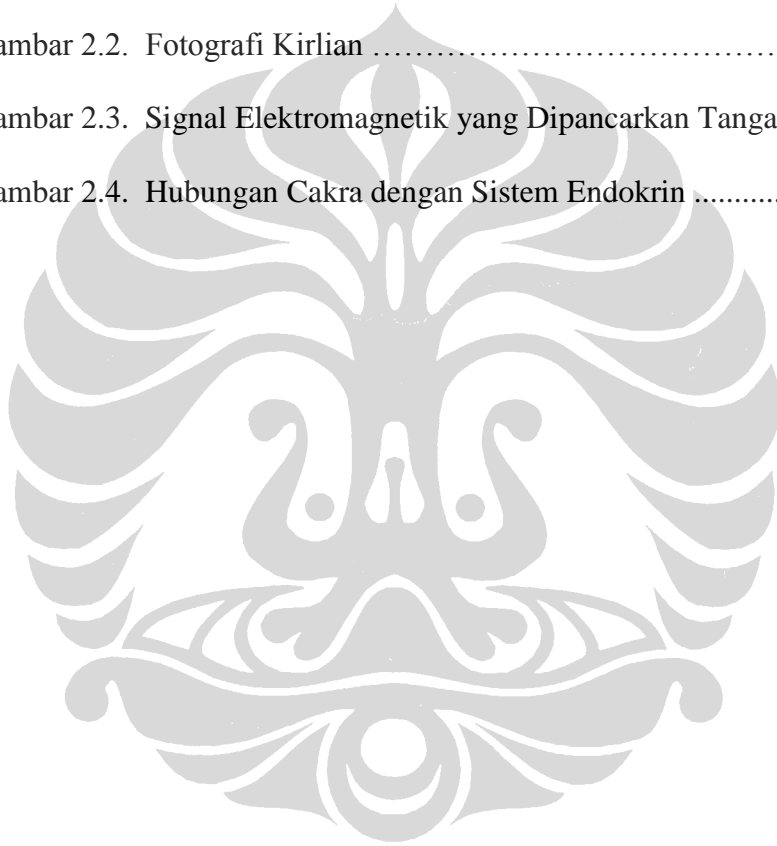 ambar 2.2. Fotografi Kirlian ……………………………………
ambar 2.3. Signal Elektromagnetik yang Dipancarkan Tanga
ambar 2.4. Hubungan Cakra dengan Sistem Endokrin ...........